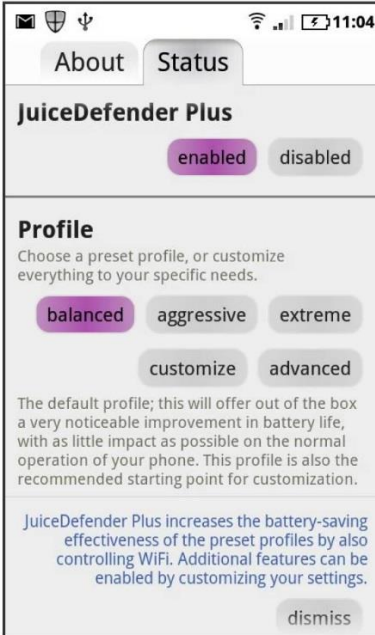 11:04
About Status
JuiceDefender Plus
enabled disabled
Profile
Choose a preset profile, or customize
everything to your specific needs.
balanced aggressive extreme
customize advanced
The default profile; this will offer out of the box
a very noticeable improvement in battery life,
with as little impact as possible on the normal
operation of your phone. This profile is also the
recommended starting point for customization.
JuiceDefender Plus increases the battery-saving
effectiveness of the preset profiles by also
controlling WiFi. Additional features can be
enabled by customizing your settings.
dismiss